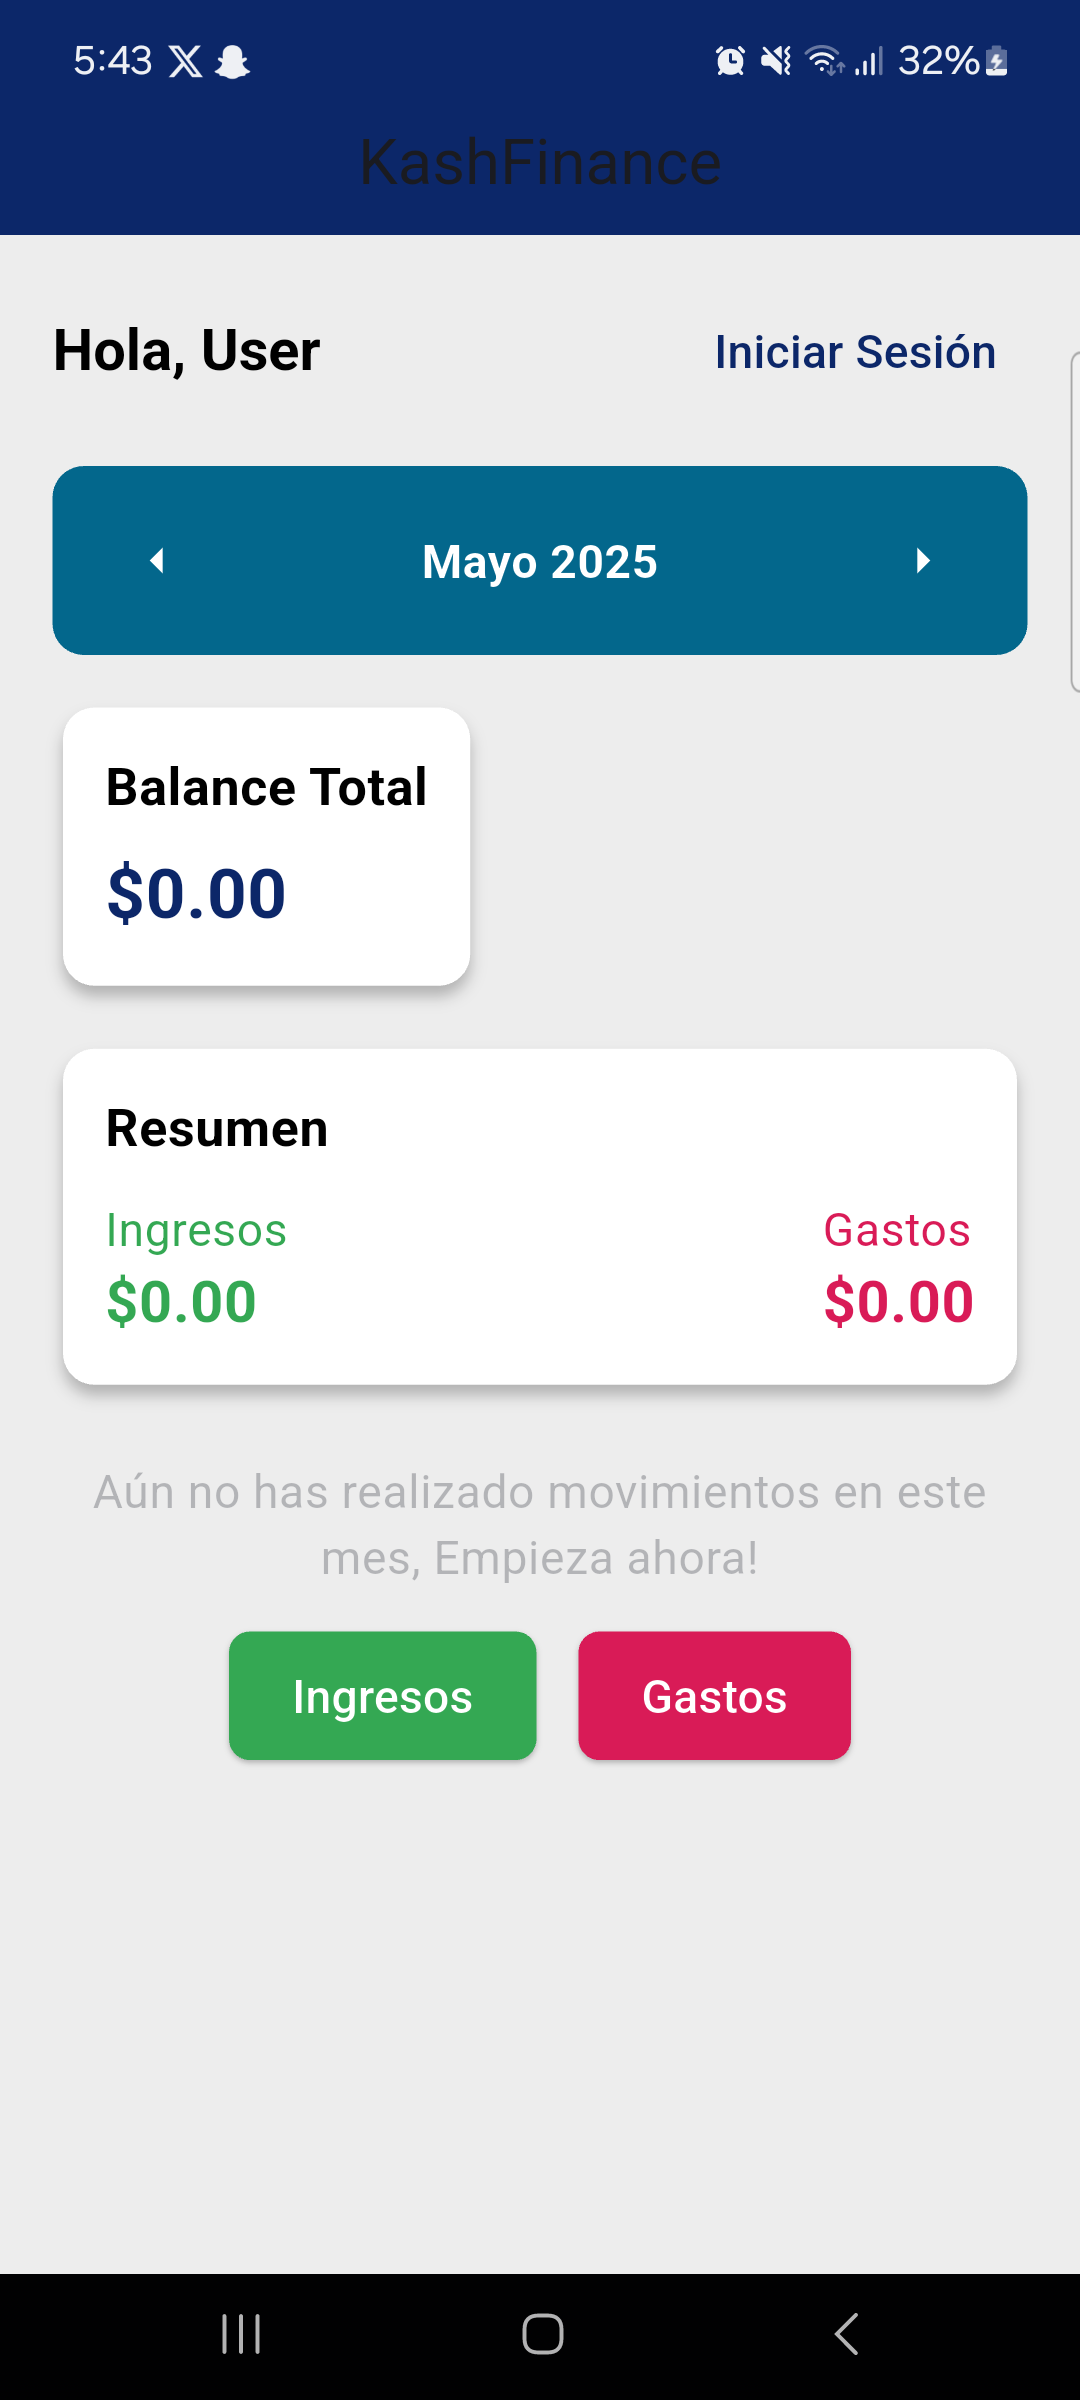 5:43 32%
KashFinance
Hola, User Iniciar Sesión
Mayo 2025
Balance Total
$0.00
Resumen
Ingresos Gastos
$0.00 $0.00
Aún no has realizado movimientos en este
mes, Empieza ahora!
Ingresos Gastos